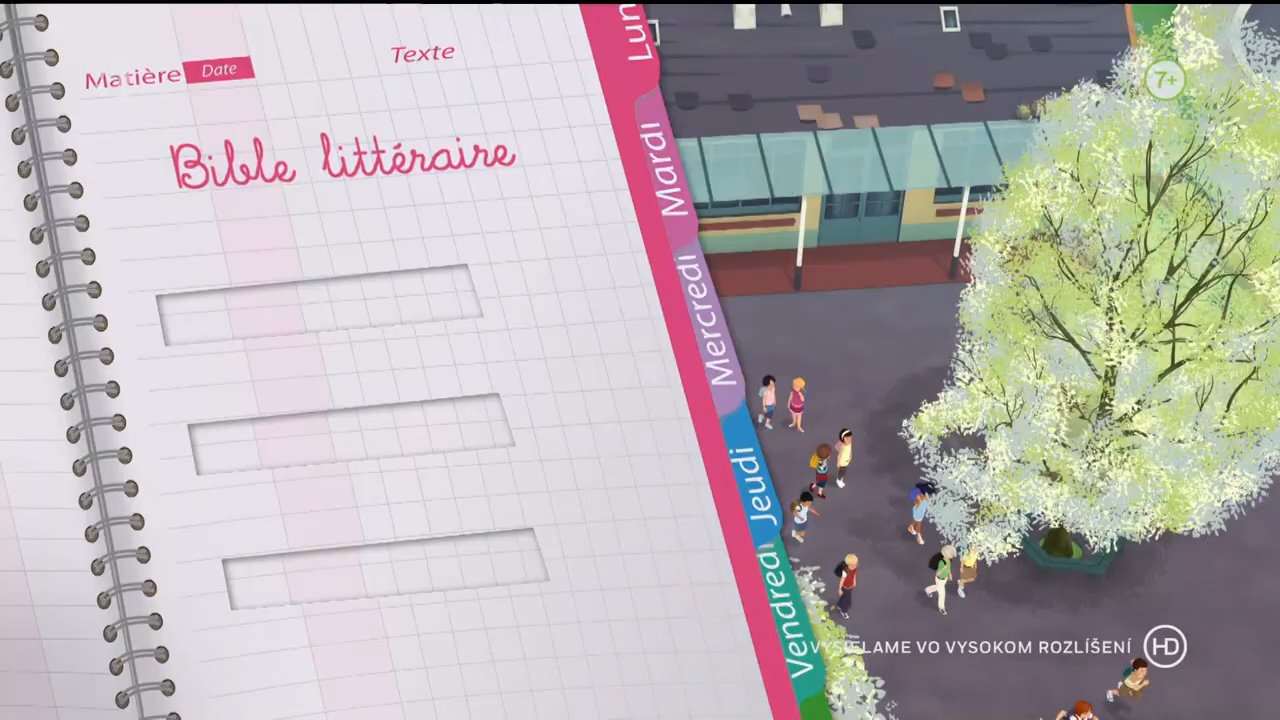 Matière Date Texte
Bible littéraire
Lun
Mardi
Mercredi
Jeudi
Vendredi
7+
VYSIELAME VO VYSOKOM ROZLÍŠENÍ HD